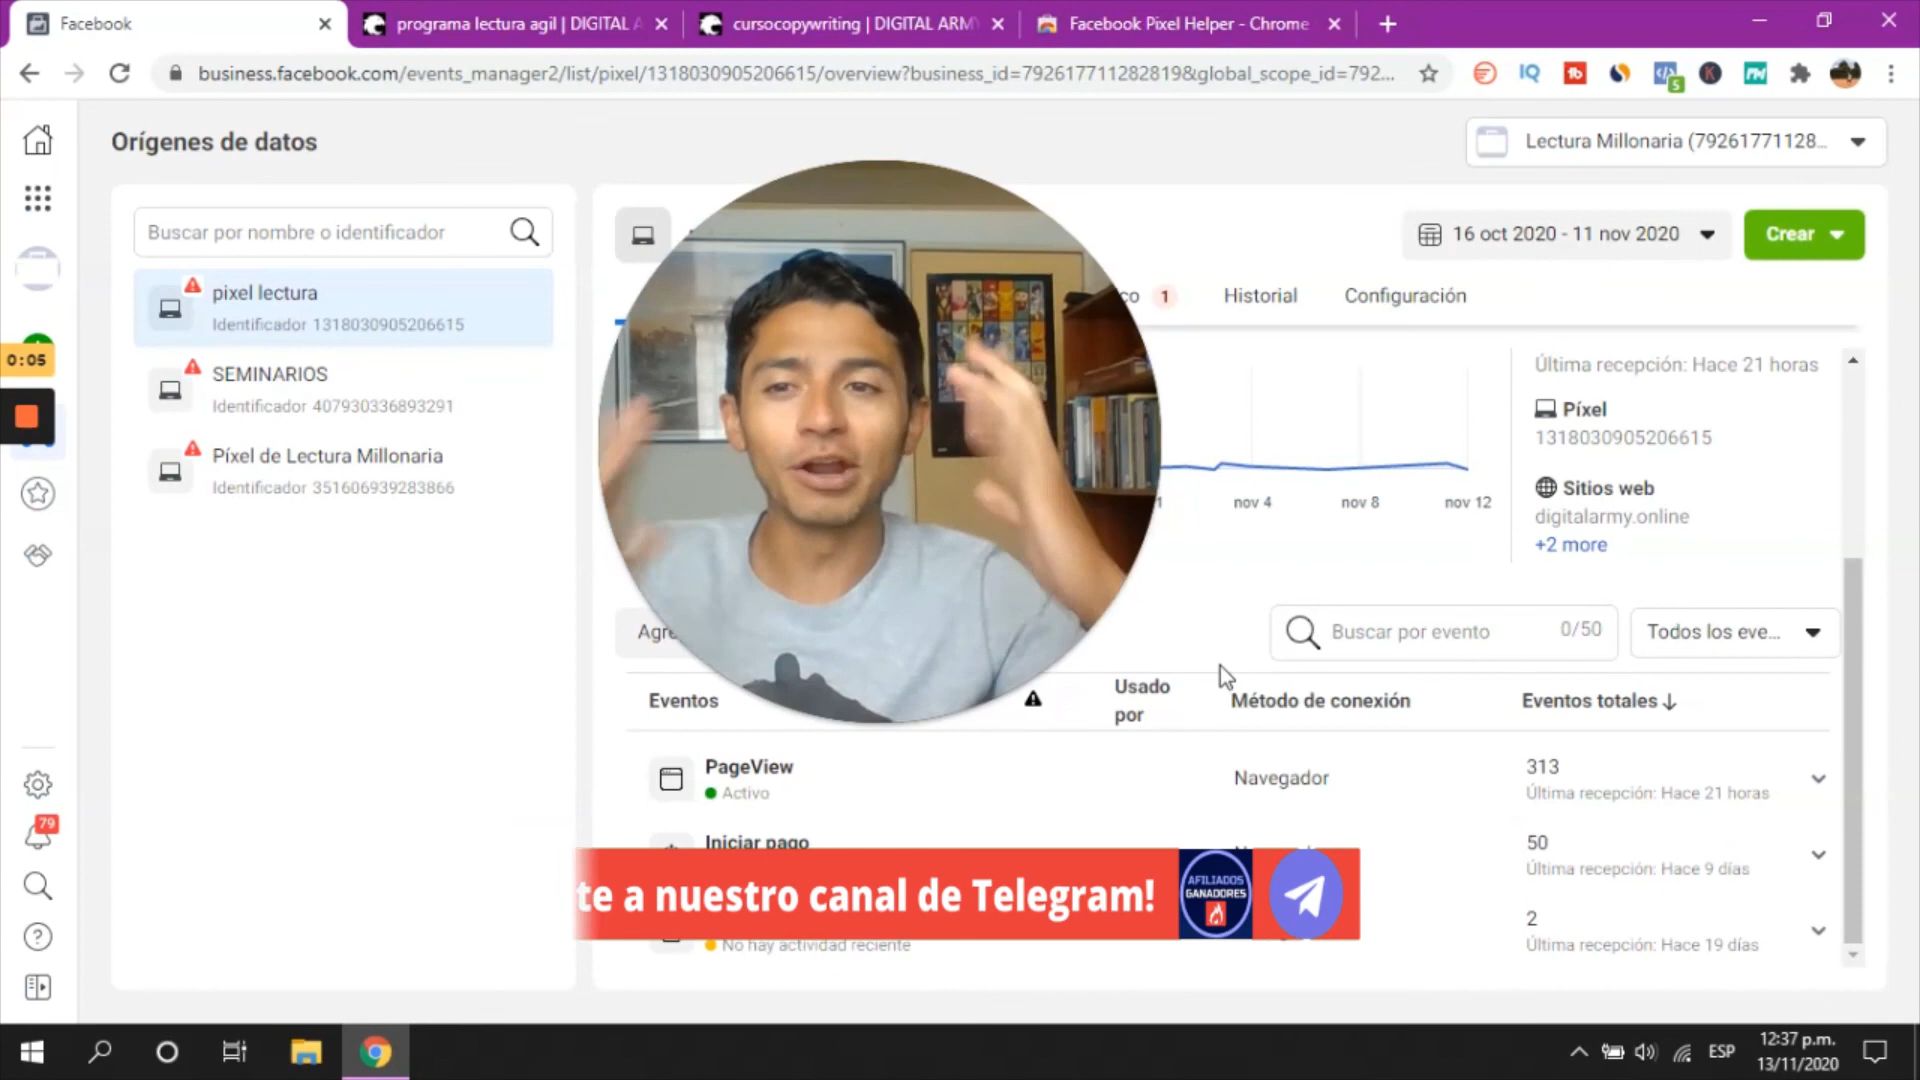 Facebook
programa lectura agil | DIGITAL A
cursocopywriting | DIGITAL ARM
Facebook Pixel Helper - Chrome
business.facebook.com/events_manager2/list/pixel/1318030905206615/overview?business_id=792617711282819&global_scope_id=792...
IQ
5
Orígenes de datos
Lectura Millonaria (79261771128...
Buscar por nombre o identificador
16 oct 2020 - 11 nov 2020
Crear
pixel lectura
Identificador 1318030905206615
co 1
Historial
Configuración
0:05
SEMINARIOS
Identificador 407930336893291
Última recepción: Hace 21 horas
Píxel
1318030905206615
Píxel de Lectura Millonaria
Identificador 351606939283866
Sitios web
digitalarmy.online
+2 more
1
nov 4
nov 8
nov 12
Agre
Buscar por evento
0/50
Todos los eve...
Eventos
Usado por
Método de conexión
Eventos totales
PageView
Activo
Navegador
313
Última recepción: Hace 21 horas
Iniciar pago
50
Última recepción: Hace 9 días
79
te a nuestro canal de Telegram!
AFILIADOS
GANADORES
No hay actividad reciente
2
Última recepción: Hace 19 días
ESP
12:37 p.m.
13/11/2020